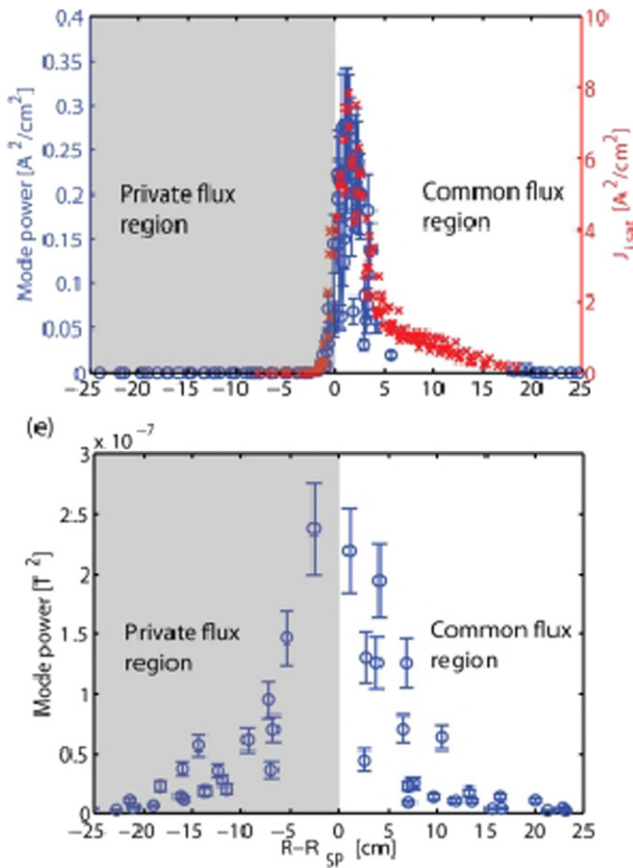 0.4
0.35
0.3
0.25
0.2
0.15
0.1
0.05
0
Mode power [A²/cm²]
Private flux
region
Common flux
region
10
8
6
4
2
0
-25 -20 -15 -10 -5 0 5 10 15 20 25
(e)
x 10⁻⁷
3
2.5
2
1.5
1
0.5
0
Mode power [T²]
Private flux
region
Common flux
region
-25 -20 -15 -10 -5 0 5 10 15 20 25
R-R SP [cm]